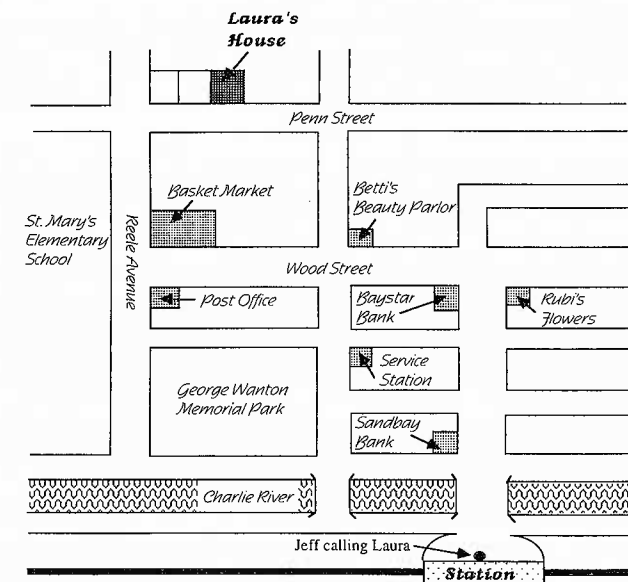 Laura's
House
Penn Street
Basket Market
Betti's
Beauty Parlor
St. Mary's
Elementary
School
Keele Avenue
Wood Street
Post Office
Baystar
Bank
Rubi's
Flowers
Service
Station
George Wanton
Memorial Park
Sandbay
Bank
Charlie River
Jeff calling Laura
Station